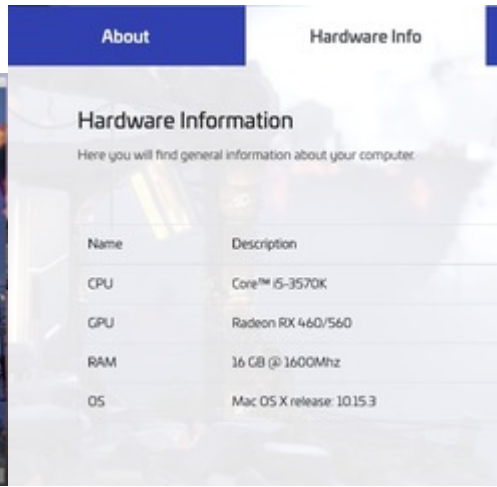 About
Hardware Info
Hardware Information
Here you will find general information about your computer.
Name Description
CPU Core™ i5-3570K
GPU Radeon RX 460/560
RAM 16 GB @ 1600Mhz
OS Mac OS X release: 10.15.3